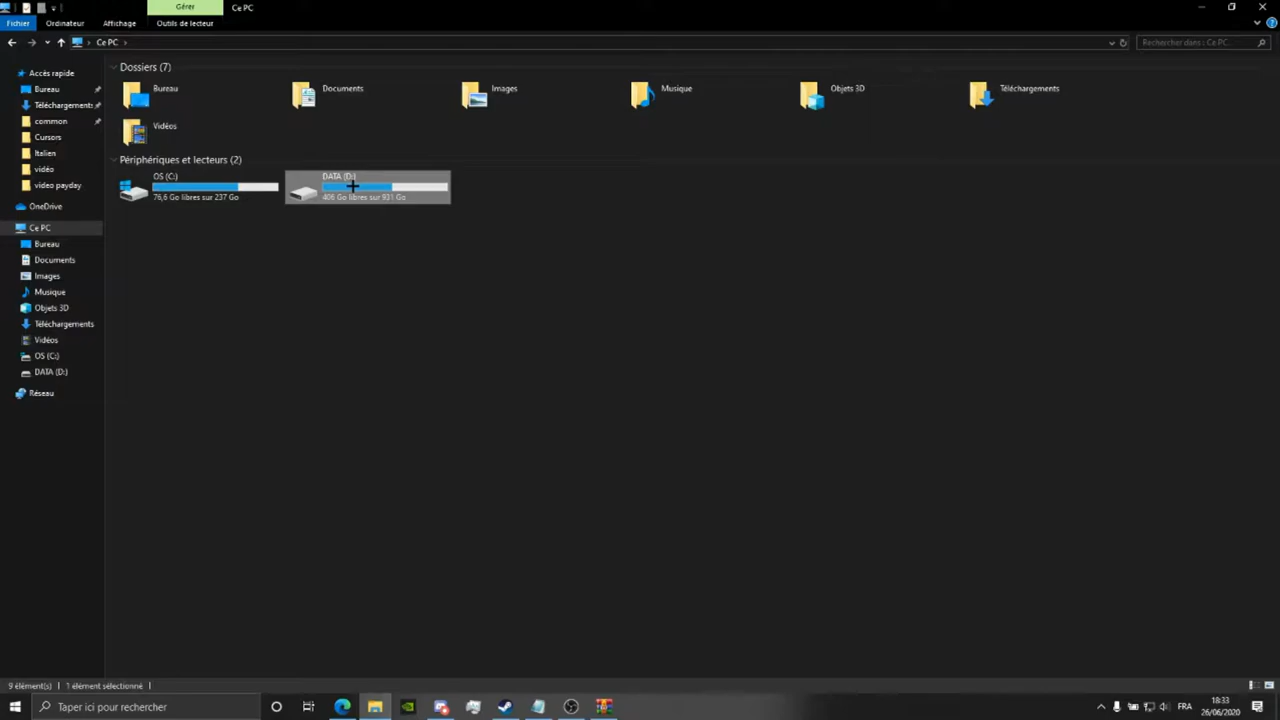 Gérer
Ce PC
Fichier
Ordinateur
Affichage
Outils de lecteur
Ce PC
Rechercher dans : Ce PC
Accès rapide
Bureau
Téléchargements
common
Cursors
Italien
vidéo
video payday
OneDrive
Ce PC
Bureau
Documents
Images
Musique
Objets 3D
Téléchargements
Vidéos
OS (C:)
DATA (D:)
Réseau
Dossiers (7)
Bureau
Documents
Images
Musique
Objets 3D
Téléchargements
Vidéos
Périphériques et lecteurs (2)
OS (C:)
76,6 Go libres sur 237 Go
DATA (D:)
406 Go libres sur 931 Go
9 élément(s)
1 élément sélectionné
Taper ici pour rechercher
FRA
18:33
26/06/2020